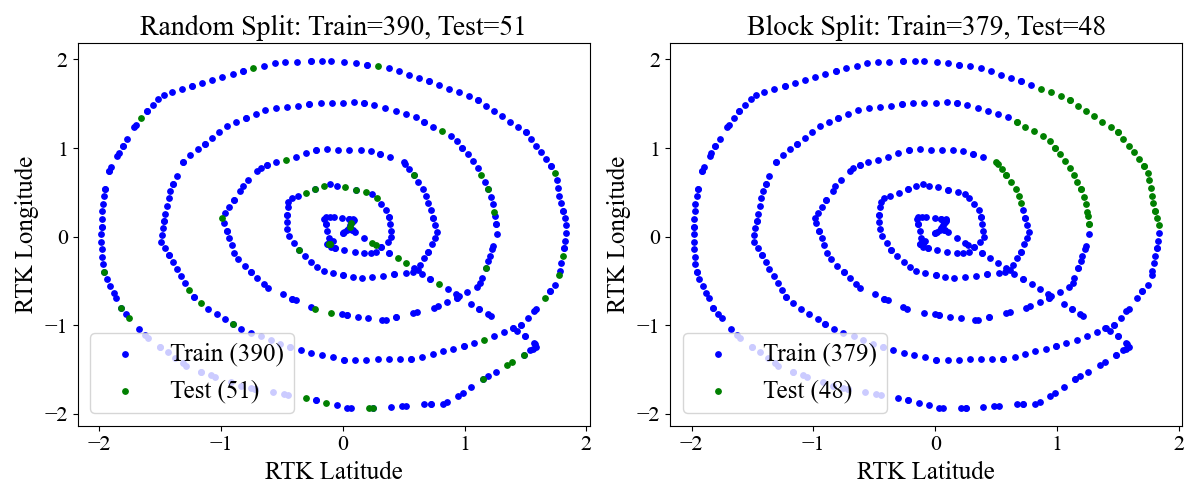 Random Split: Train=390, Test=51
RTK Longitude
2
1
0
−1
−2
Train (390)
Test (51)
−2
−1
0
1
2
RTK Latitude
Block Split: Train=379, Test=48
RTK Longitude
2
1
0
−1
−2
Train (379)
Test (48)
−2
−1
0
1
2
RTK Latitude